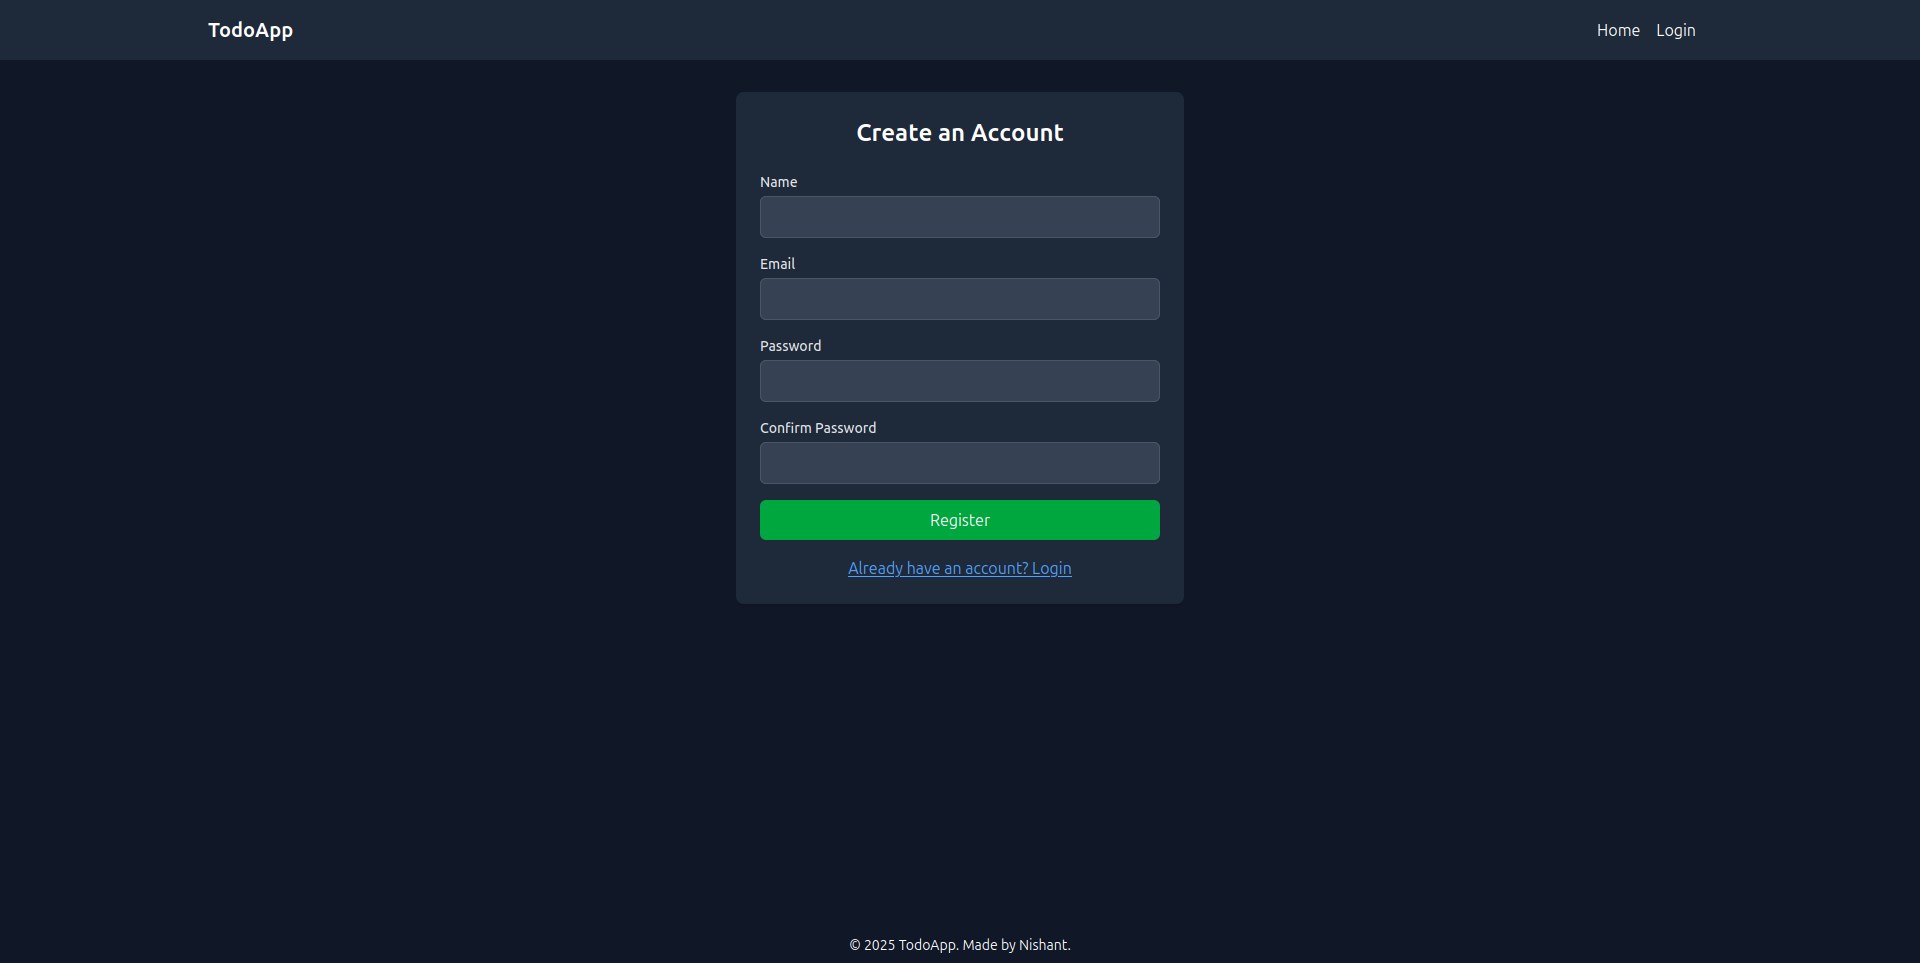 TodoApp
Home Login
Create an Account
Name
Email
Password
Confirm Password
Register
Already have an account? Login
© 2025 TodoApp. Made by Nishant.